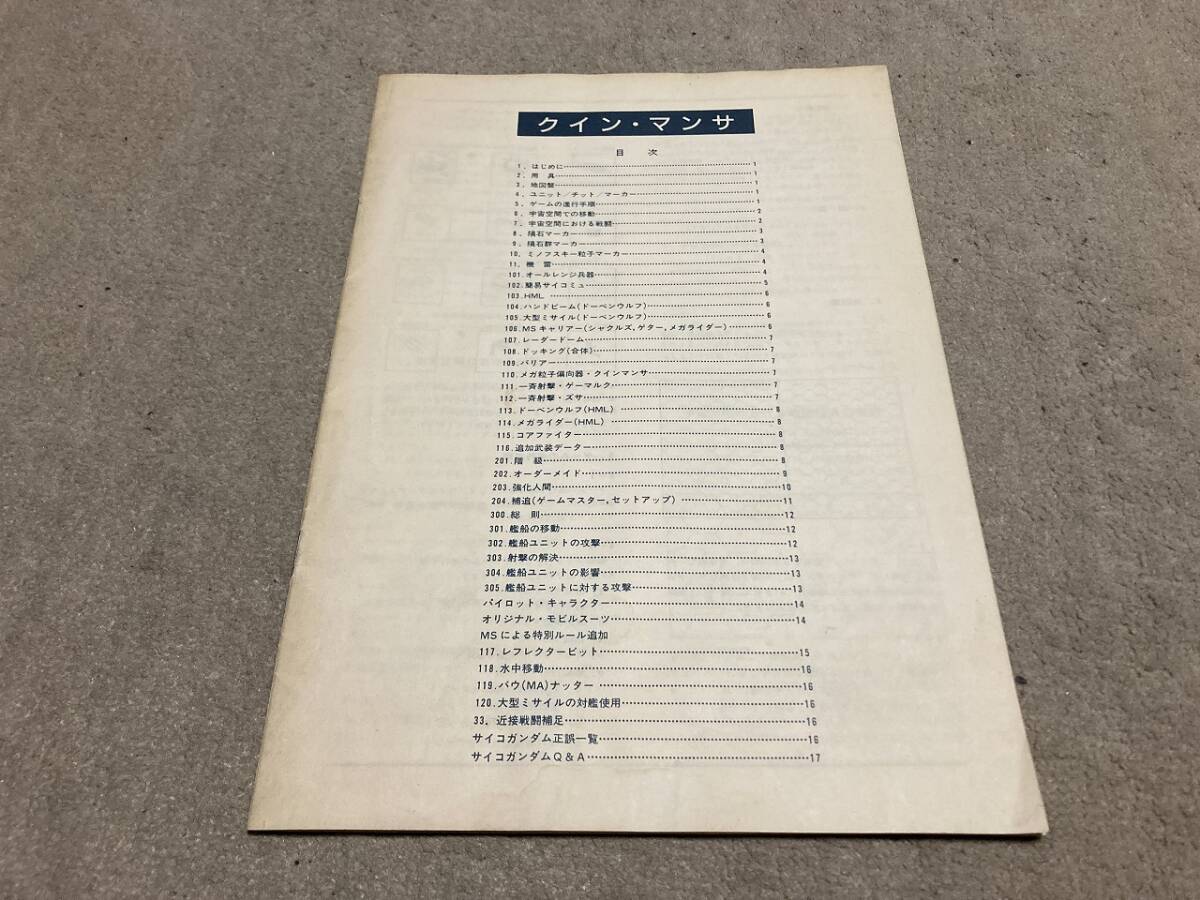 クイン・マンサ
目 次
1．はじめに……………1
2．用 具……………1
3．地図盤……………1
4．ユニット／チット／マーカー……………1
5．ゲームの進行手順……………1
6．宇宙空間での移動……………2
7．宇宙空間における戦闘……………2
8．隕石マーカー……………3
9．隕石群マーカー……………3
10．ミノフスキー粒子マーカー……………4
11．機 雷……………4
101．オールレンジ兵器……………4
102．簡易サイコミュ……………5
103．HML……………6
104．ハンドビーム(ドーベンウルフ)……………6
105．大型ミサイル(ドーベンウルフ)……………6
106．MSキャリアー(シャクルズ，ゲター，メガライダー)……………6
107．レーダードーム……………7
108．ドッキング(合体)……………7
109．バリアー……………7
110．メガ粒子偏向器・クインマンサ……………7
111．一斉射撃・ゲーマルク……………7
112．一斉射撃・ズサ……………7
113．ドーベンウルフ(HML)……………8
114．メガライダー(HML)……………8
115．コアファイター……………8
116．追加武装データー……………8
201．階 級……………8
202．オーダーメイド……………9
203．強化人間……………10
204．補追(ゲームマスター，セットアップ)……………11
300．総 則……………12
301．艦船の移動……………12
302．艦船ユニットの攻撃……………12
303．射撃の解決……………13
304．艦船ユニットの影響……………13
305．艦船ユニットに対する攻撃……………13
パイロット・キャラクター……………14
オリジナル・モビルスーツ……………14
MSによる特別ルール追加
117．レフレクタービット……………15
118．水中移動……………16
119．バウ(MA)ナッター……………16
120．大型ミサイルの対艦使用……………16
33．近接戦闘補足……………16
サイコガンダム正誤一覧……………16
サイコガンダムQ＆A……………17